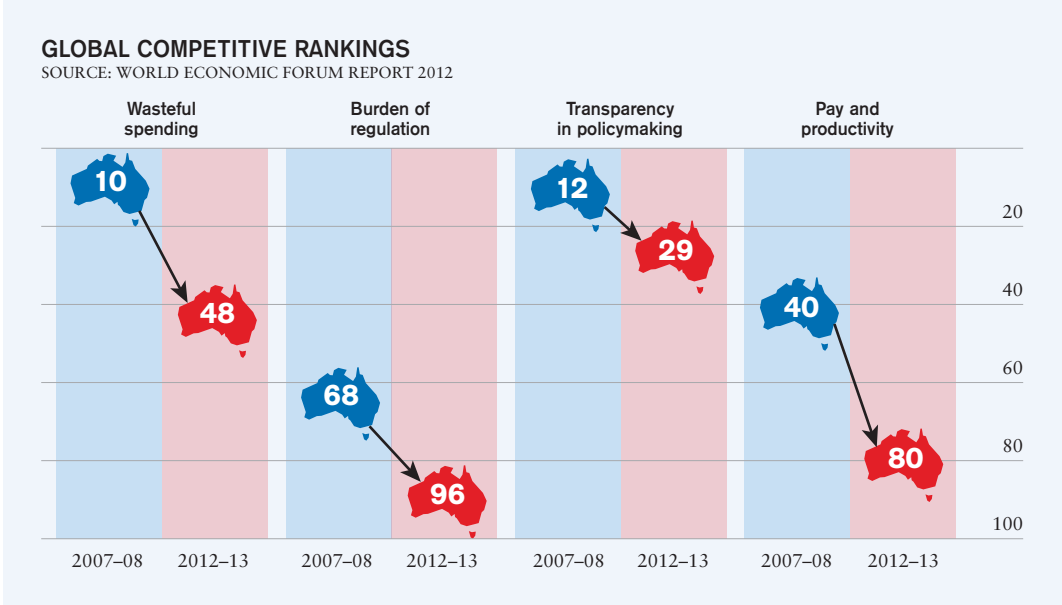 GLOBAL COMPETITIVE RANKINGS
SOURCE: WORLD ECONOMIC FORUM REPORT 2012
Wasteful
spending
Burden of
regulation
Transparency
in policymaking
Pay and
productivity
10
48
68
96
12
29
40
80
20
40
60
80
100
2007–08
2012–13
2007–08
2012–13
2007–08
2012–13
2007–08
2012–13